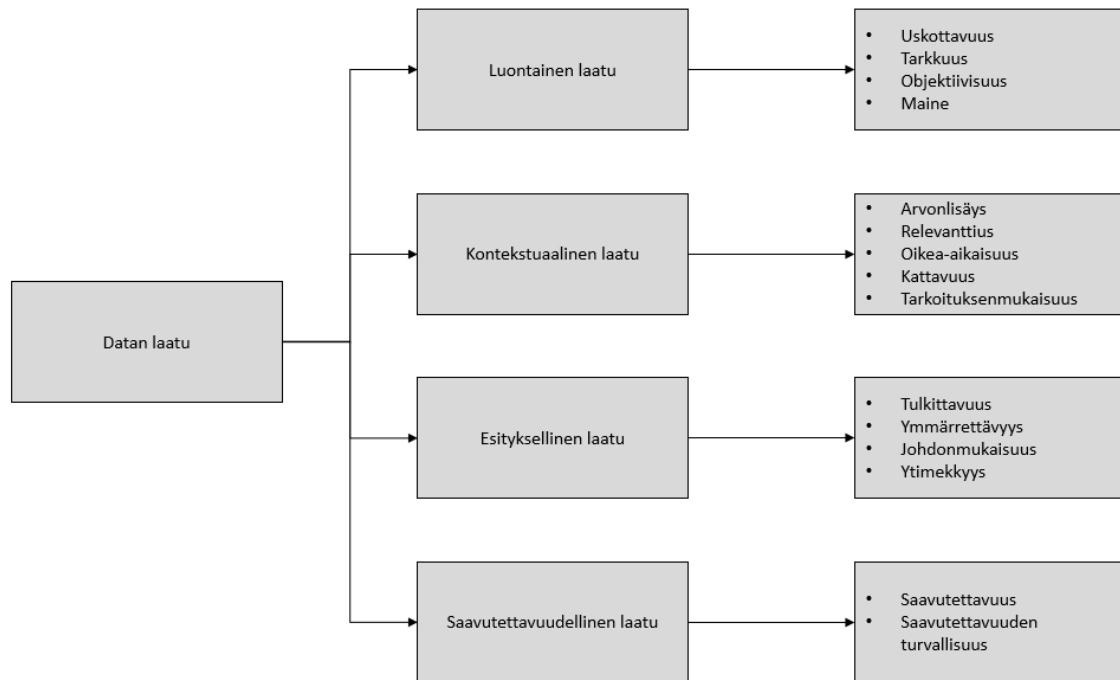 Datan laatu
Luontainen laatu
• Uskottavuus
• Tarkkuus
• Objektiivisuus
• Maine
Kontekstuaalinen laatu
• Arvonlisäys
• Relevanttius
• Oikea-aikaisuus
• Kattavuus
• Tarkoituksenmukaisuus
Esityksellinen laatu
• Tulkittavuus
• Ymmärrettävyys
• Johdonmukaisuus
• Ytimekkyys
Saavutettavuudellinen laatu
• Saavutettavuus
• Saavutettavuuden
turvallisuus